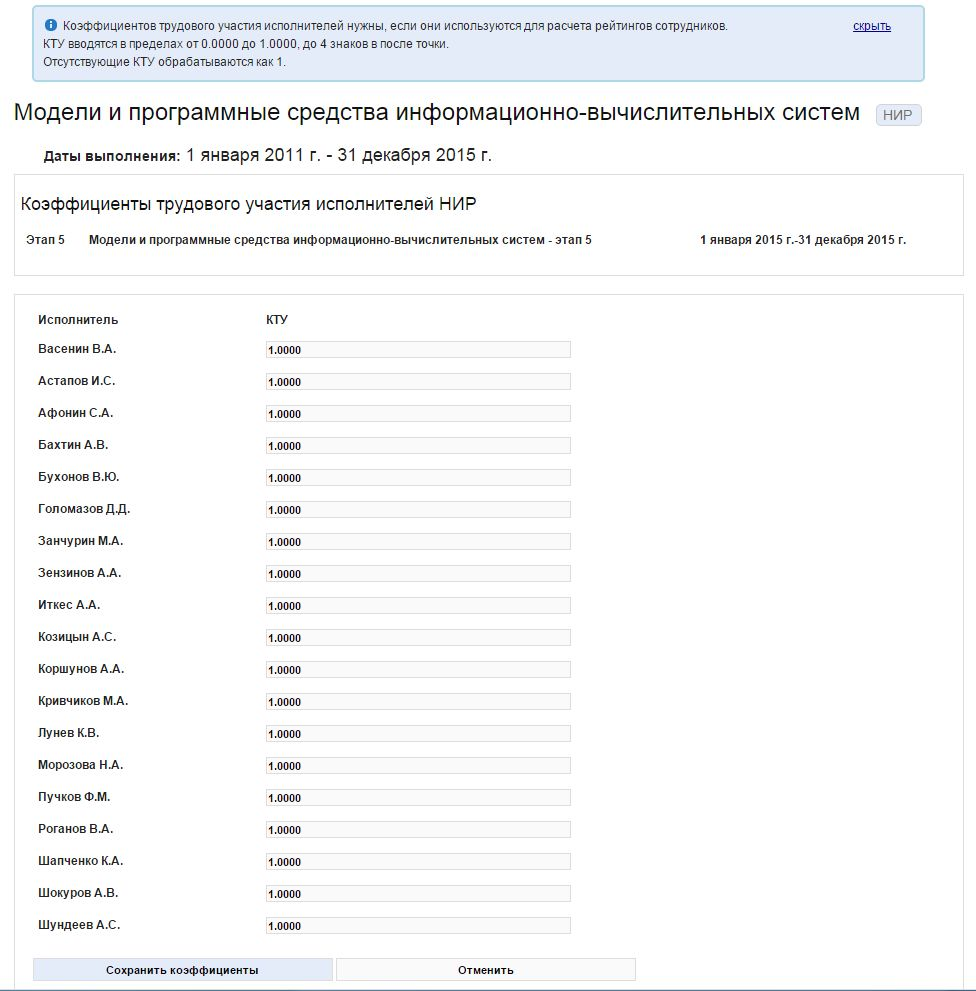 Коэффициентов трудового участия исполнителей нужны, если они используются для расчета рейтингов сотрудников. скрыть
КТУ вводятся в пределах от 0.0000 до 1.0000, до 4 знаков в после точки.
Отсутствующие КТУ обрабатываются как 1.
Модели и программные средства информационно-вычислительных систем НИР
Даты выполнения: 1 января 2011 г. - 31 декабря 2015 г.
Коэффициенты трудового участия исполнителей НИР
Этап 5 Модели и программные средства информационно-вычислительных систем - этап 5 1 января 2015 г.-31 декабря 2015 г.
Исполнитель КТУ
Васенин В.А. 1.0000
Астапов И.С. 1.0000
Афонин С.А. 1.0000
Бахтин А.В. 1.0000
Бухонов В.Ю. 1.0000
Голомазов Д.Д. 1.0000
Занчурин М.А. 1.0000
Зензинов А.А. 1.0000
Иткес А.А. 1.0000
Козицын А.С. 1.0000
Коршунов А.А. 1.0000
Кривчиков М.А. 1.0000
Лунев К.В. 1.0000
Морозова Н.А. 1.0000
Пучков Ф.М. 1.0000
Роганов В.А. 1.0000
Шапченко К.А. 1.0000
Шокуров А.В. 1.0000
Шундеев А.С. 1.0000
Сохранить коэффициенты Отменить